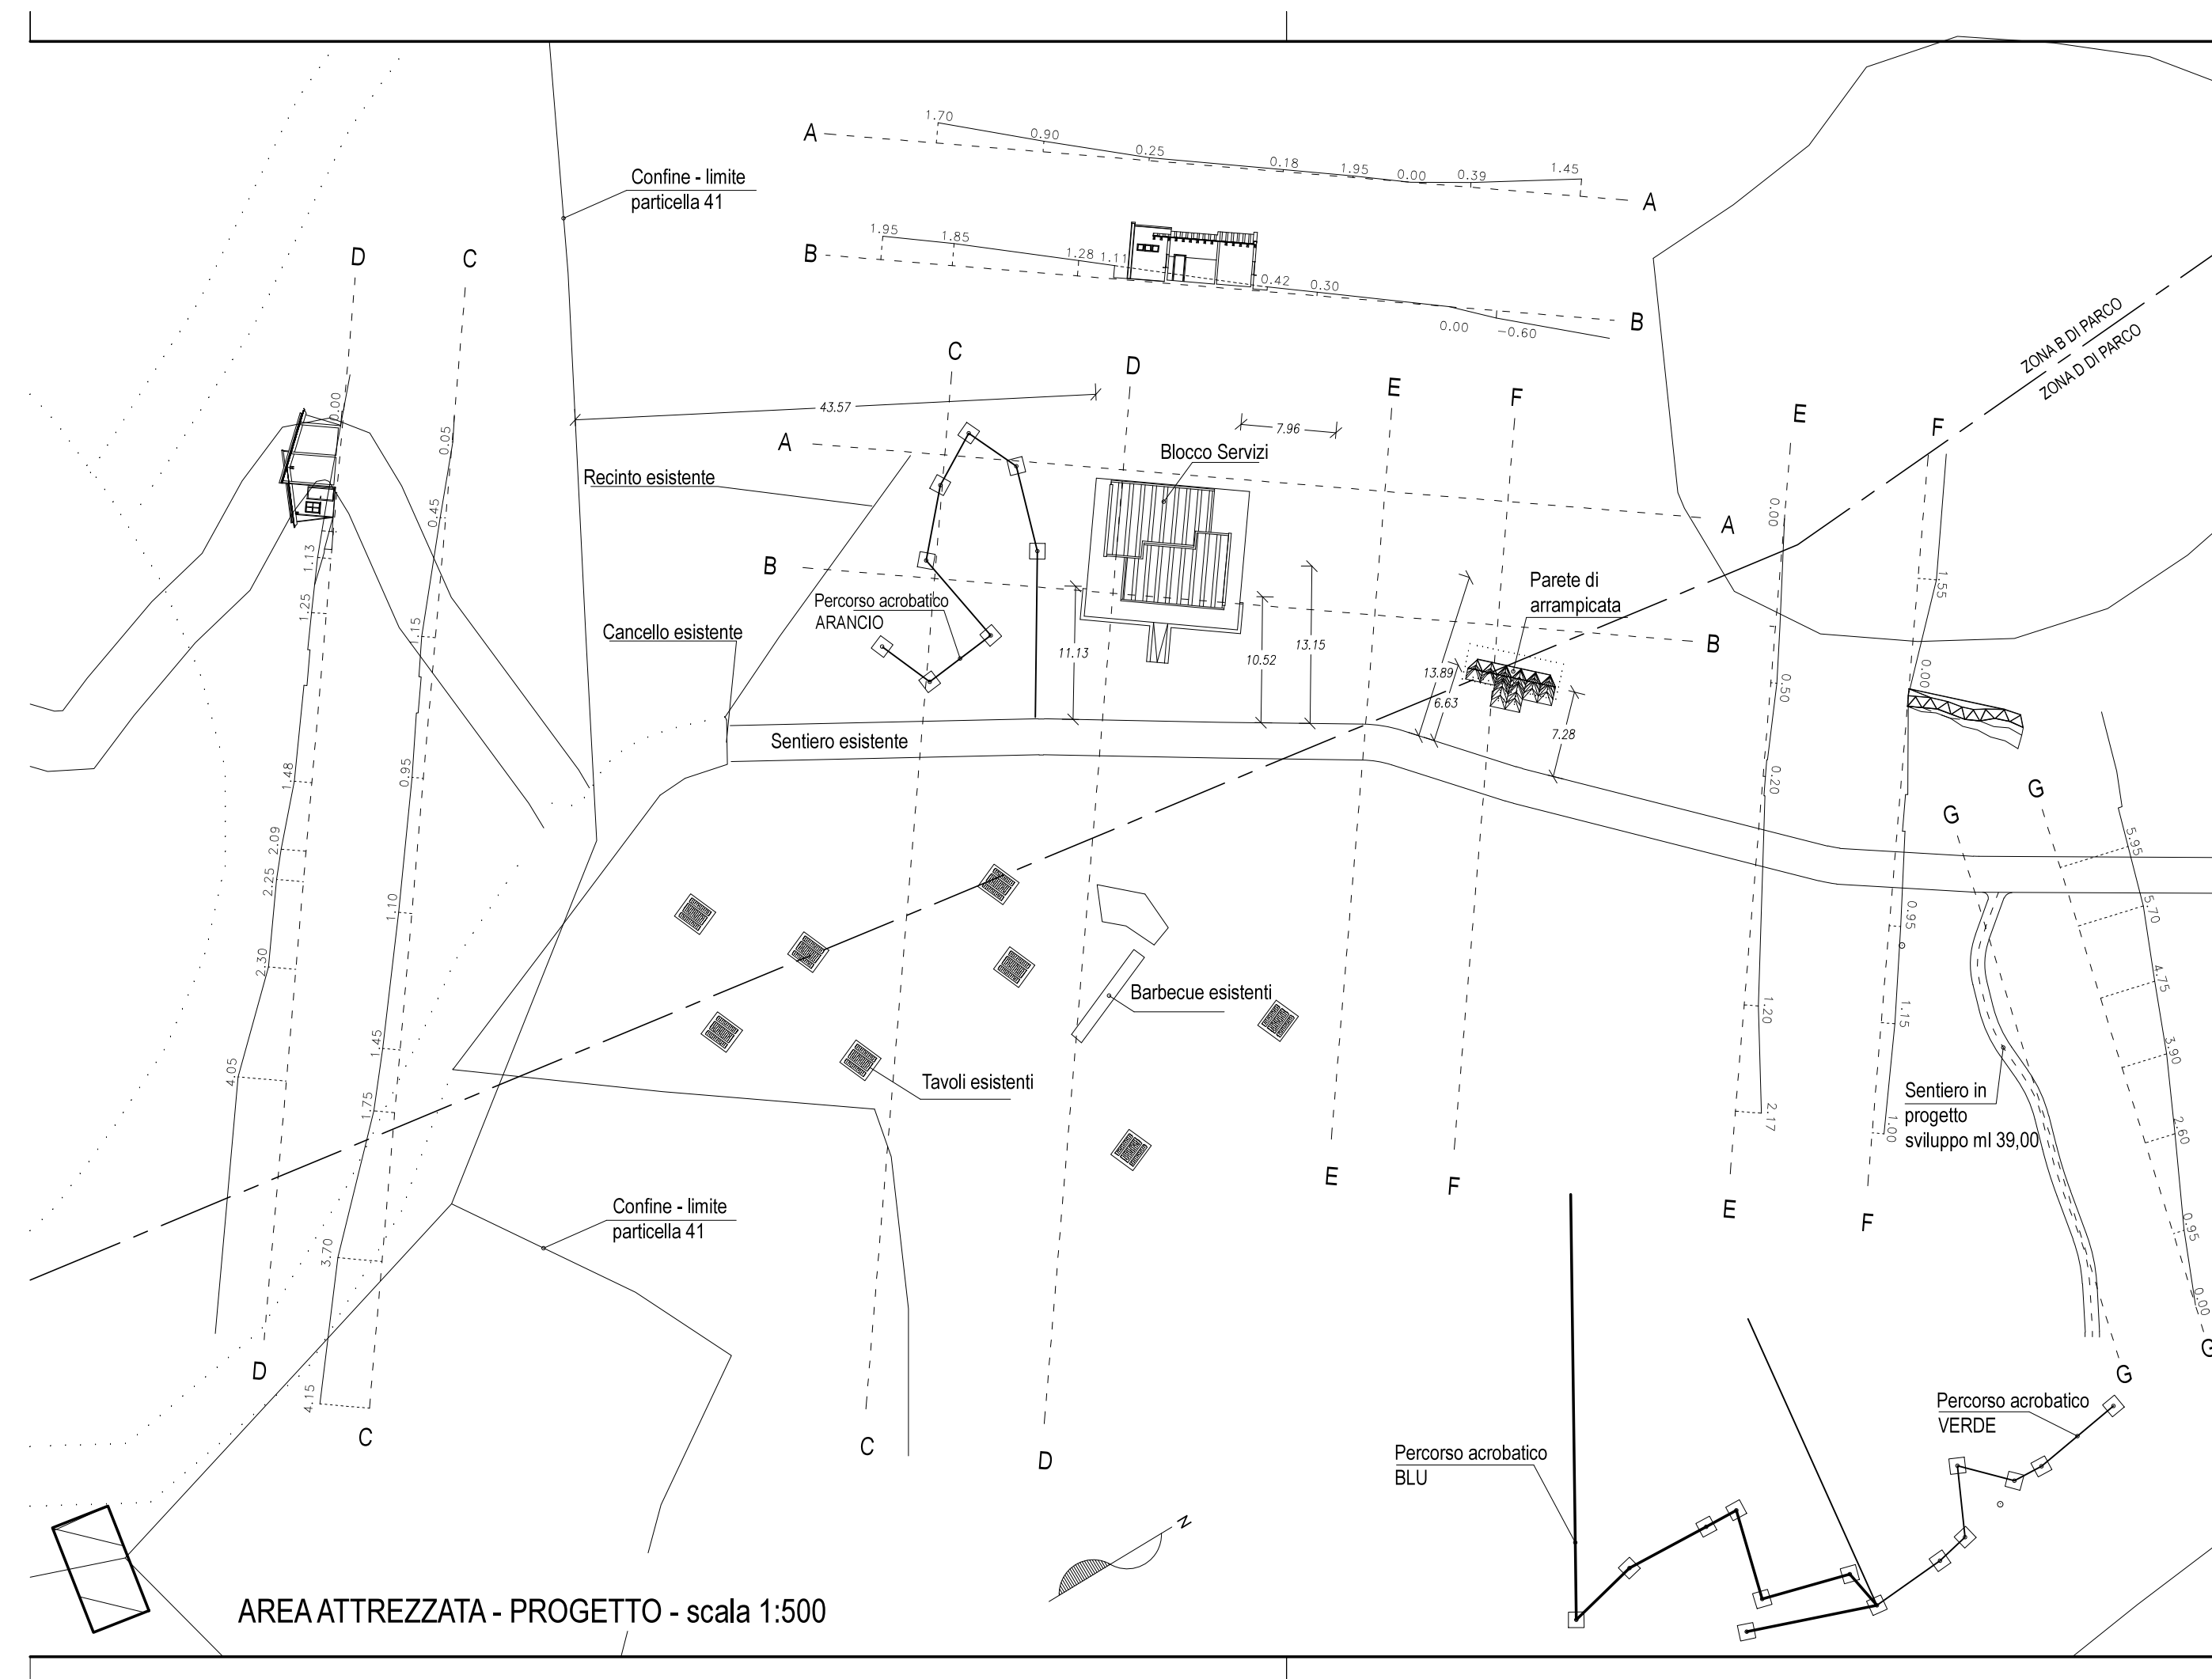 A
1.70
0.90
0.25
0.18
1.95
0.00
0.39
1.45
A
Confine - limite
particella 41
B
1.95
1.85
1.28
1.11
0.42
0.30
0.00
-0.60
B
D
C
C
D
E
F
E
F
ZONA B DI PARCO
ZONA D DI PARCO
43.57
7.96
A
Blocco Servizi
Recinto esistente
A
B
Percorso acrobatico
ARANCIO
Parete di
arrampicata
Cancello esistente
B
11.13
10.52
13.15
13.89
6.63
7.28
Sentiero esistente
0.00
1.13
1.25
1.48
2.09
2.25
2.30
4.05
D
0.05
0.45
1.15
0.95
1.10
1.45
1.75
3.70
4.15
C
0.00
0.50
0.20
1.20
2.17
E
1.55
0.00
0.95
1.15
1.00
F
G
G
5.95
5.70
4.75
3.90
2.60
0.95
0.00
G
G
Barbecue esistenti
Tavoli esistenti
Sentiero in
progetto
sviluppo ml 39,00
E
F
Confine - limite
particella 41
C
D
Percorso acrobatico
VERDE
Percorso acrobatico
BLU
N
AREA ATTREZZATA - PROGETTO - scala 1:500